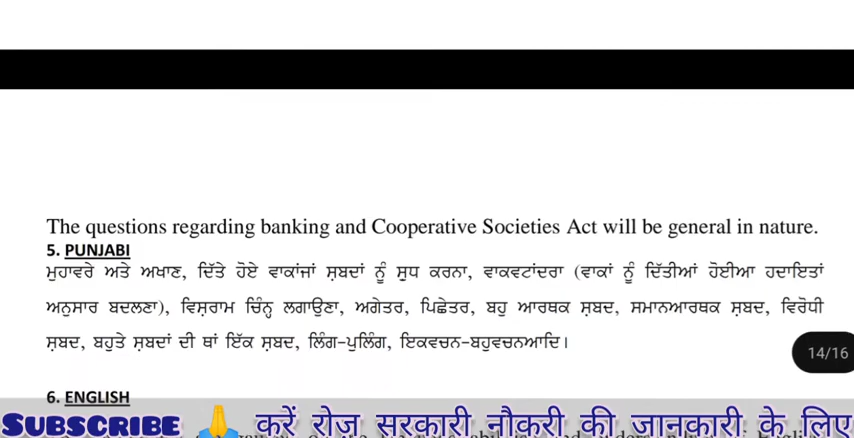 The questions regarding banking and Cooperative Societies Act will be general in nature.
5. PUNJABI
ਮੁਹਾਵਰੇ ਅਤੇ ਅਖਾਣ, ਦਿੱਤੇ ਹੋਏ ਵਾਕਾਂਜਾਂ ਸ਼ਬਦਾਂ ਨੂੰ ਸ਼ੁਧ ਕਰਨਾ, ਵਾਕਵਟਾਂਦਰਾ (ਵਾਕਾਂ ਨੂੰ ਦਿੱਤੀਆਂ ਹੋਈਆ ਹਦਾਇਤਾਂ
ਅਨੁਸਾਰ ਬਦਲਣਾ), ਵਿਸ਼ਰਾਮ ਚਿੰਨ੍ਹ ਲਗਾਉਣਾ, ਅਗੇਤਰ, ਪਿਛੇਤਰ, ਬਹੁ ਆਰਥਕ ਸ਼ਬਦ, ਸਮਾਨਆਰਥਕ ਸ਼ਬਦ, ਵਿਰੋਧੀ
ਸ਼ਬਦ, ਬਹੁਤੇ ਸ਼ਬਦਾਂ ਦੀ ਥਾਂ ਇੱਕ ਸ਼ਬਦ, ਲਿੰਗ-ਪੁਲਿੰਗ, ਇਕਵਚਨ-ਬਹੁਵਚਨਆਦਿ।
14/16
6. ENGLISH
SUBSCRIBE 🙏 करें रोज सरकारी नौकरी की जानकारी के लिए